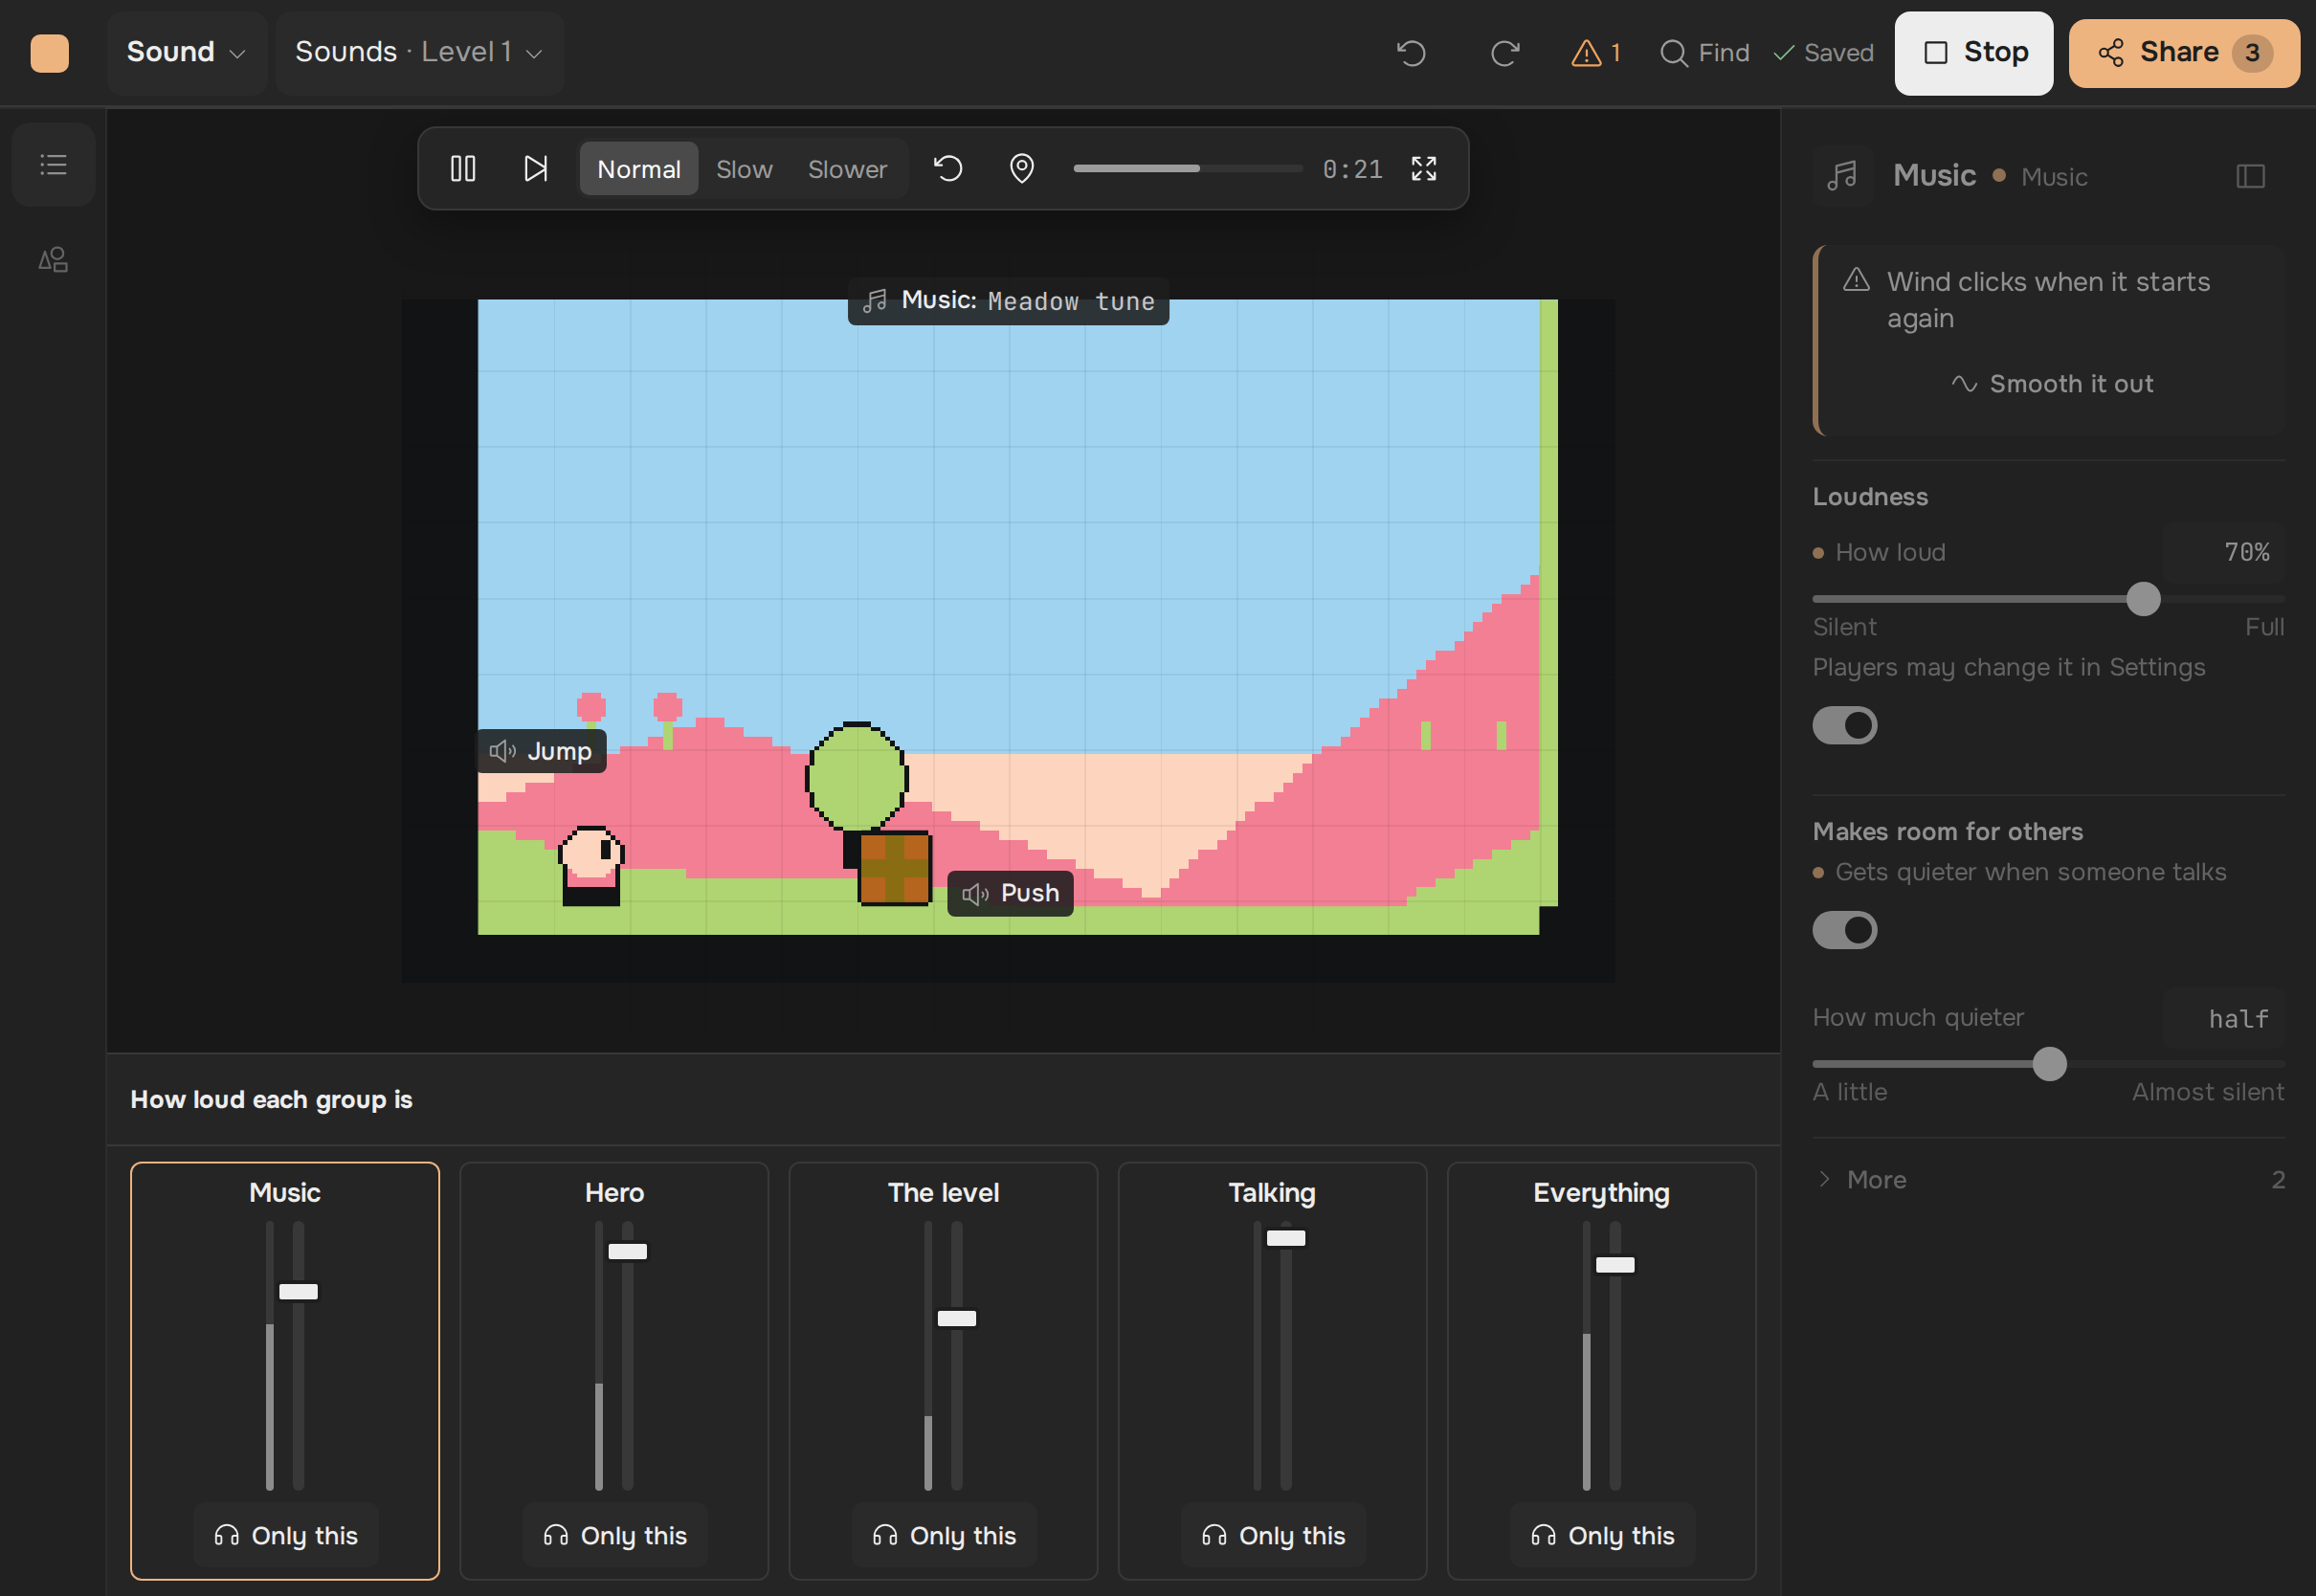 Sound
Sounds · Level 1
1
Find
Saved
Stop
Share 3
Normal Slow Slower
0:21
Music: Meadow tune
Jump
Push
How loud each group is
Music
Hero
The level
Talking
Everything
Only this
Only this
Only this
Only this
Only this
Music Music
Wind clicks when it starts
again
Smooth it out
Loudness
How loud 70%
Silent Full
Players may change it in Settings
Makes room for others
Gets quieter when someone talks
How much quieter half
A little Almost silent
More 2